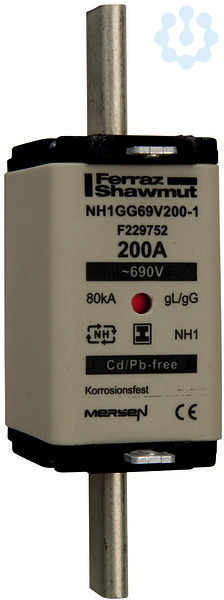 Ferraz
Shawmut
NH1GG69V200-1
F229752
200A
~690V
80kA gL/gG
NH NH1
Cd/Pb-free
Korrosionsfest
MERSEN CE